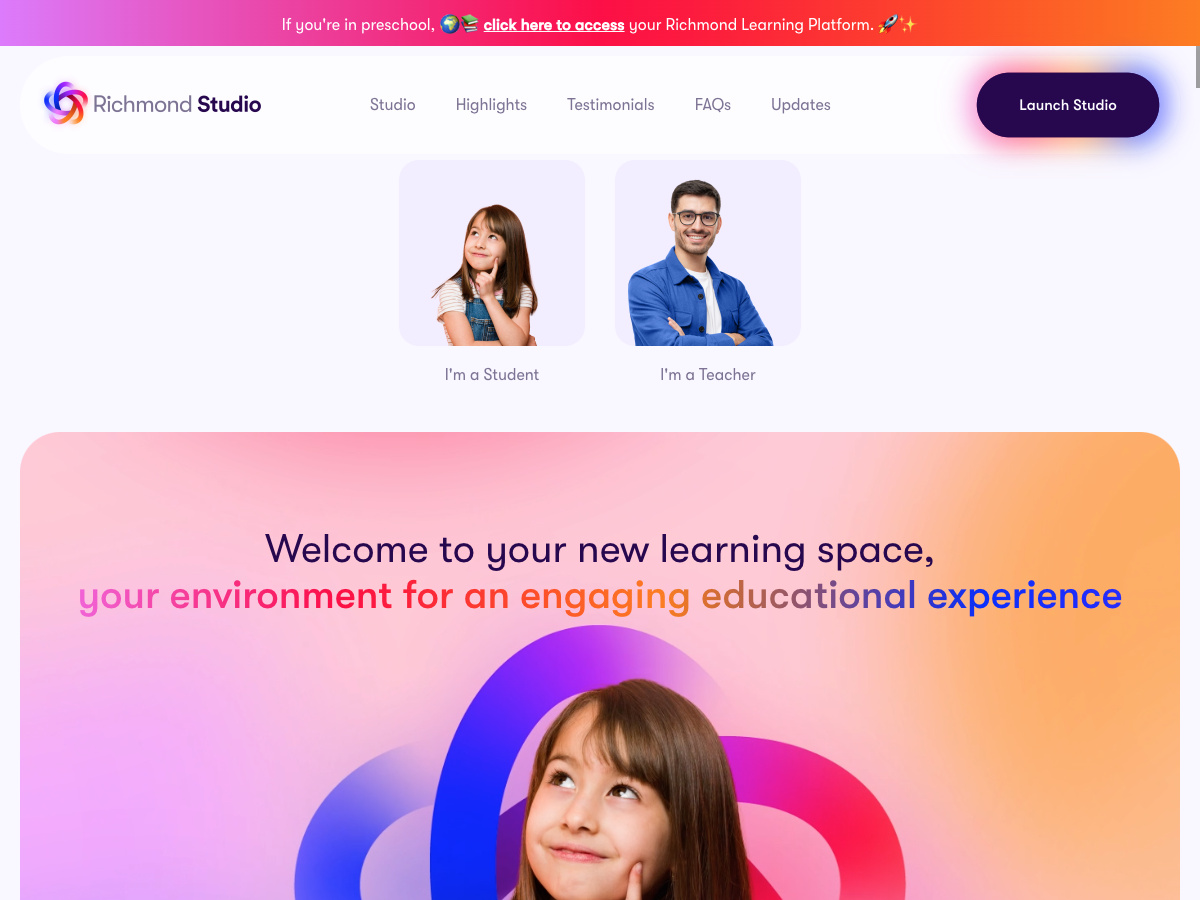 If you're in preschool, 🌍📚 click here to access your Richmond Learning Platform. 🚀✨
Richmond Studio
Studio
Highlights
Testimonials
FAQs
Updates
Launch Studio
I'm a Student
I'm a Teacher
Welcome to your new learning space,
your environment for an engaging educational experience